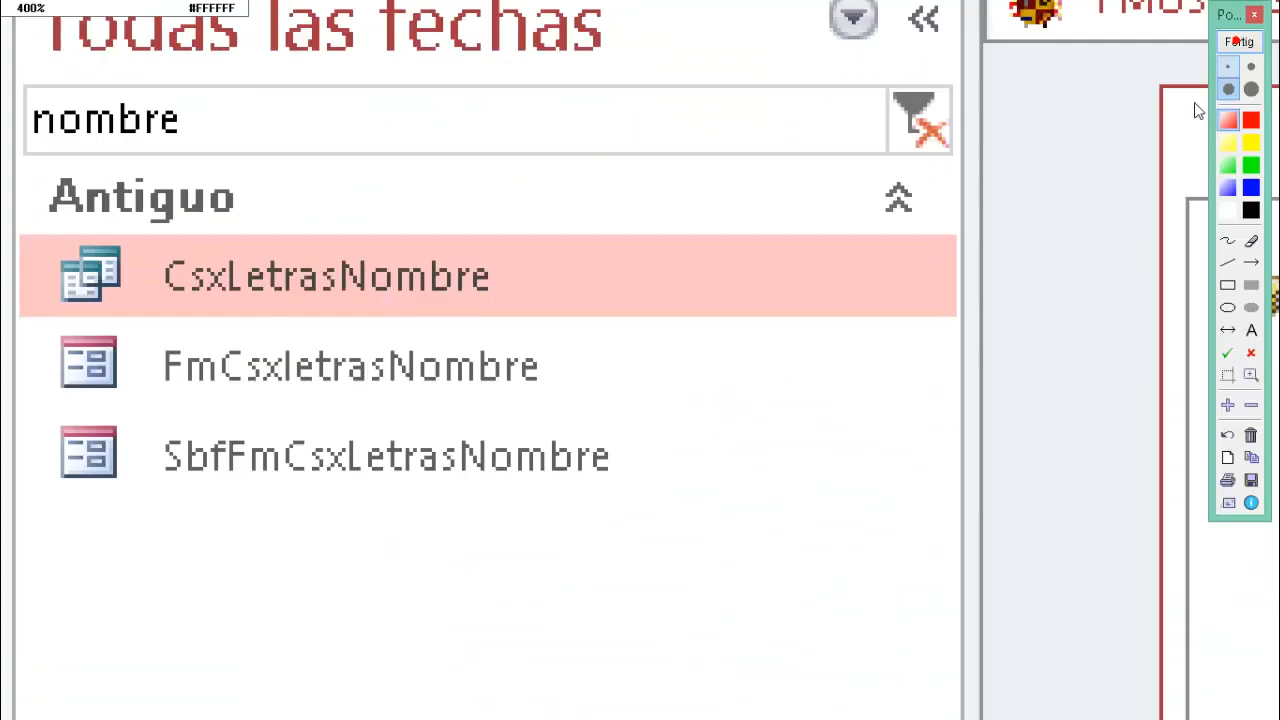 400% #FFFFFF
Todas las fechas
Po...
Fertig
nombre
Antiguo
CsxLetrasNombre
FmCsxletrasNombre
SbfFmCsxLetrasNombre
A